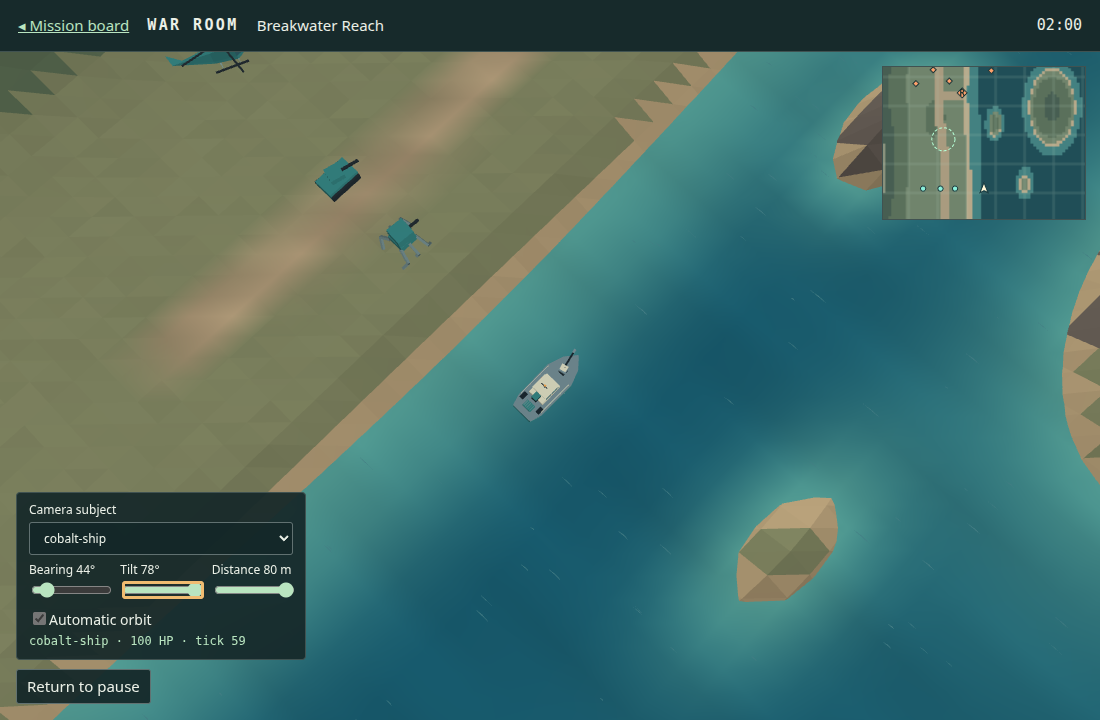 ◂ Mission board WAR ROOM Breakwater Reach 02:00
Camera subject
cobalt-ship
Bearing 44° Tilt 78° Distance 80 m
Automatic orbit
cobalt-ship · 100 HP · tick 59
Return to pause